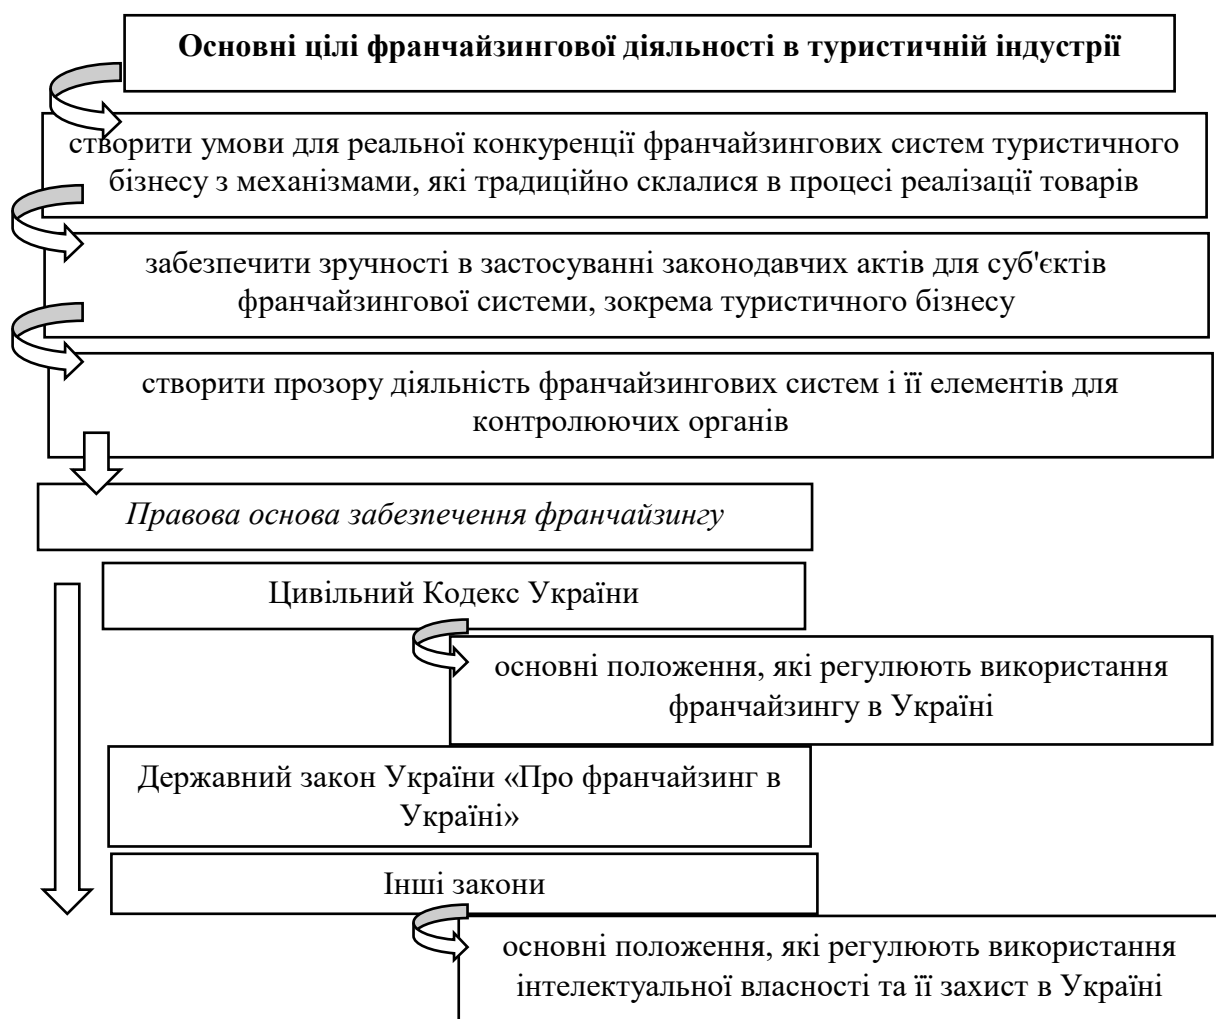 Основні цілі франчайзингової діяльності в туристичній індустрії
створити умови для реальної конкуренції франчайзингових систем туристичного
бізнесу з механізмами, які традиційно склалися в процесі реалізації товарів
забезпечити зручності в застосуванні законодавчих актів для суб'єктів
франчайзингової системи, зокрема туристичного бізнесу
створити прозору діяльність франчайзингових систем і її елементів для
контролюючих органів
Правова основа забезпечення франчайзингу
Цивільний Кодекс України
основні положення, які регулюють використання
франчайзингу в Україні
Державний закон України «Про франчайзинг в
Україні»
Інші закони
основні положення, які регулюють використання
інтелектуальної власності та її захист в Україні